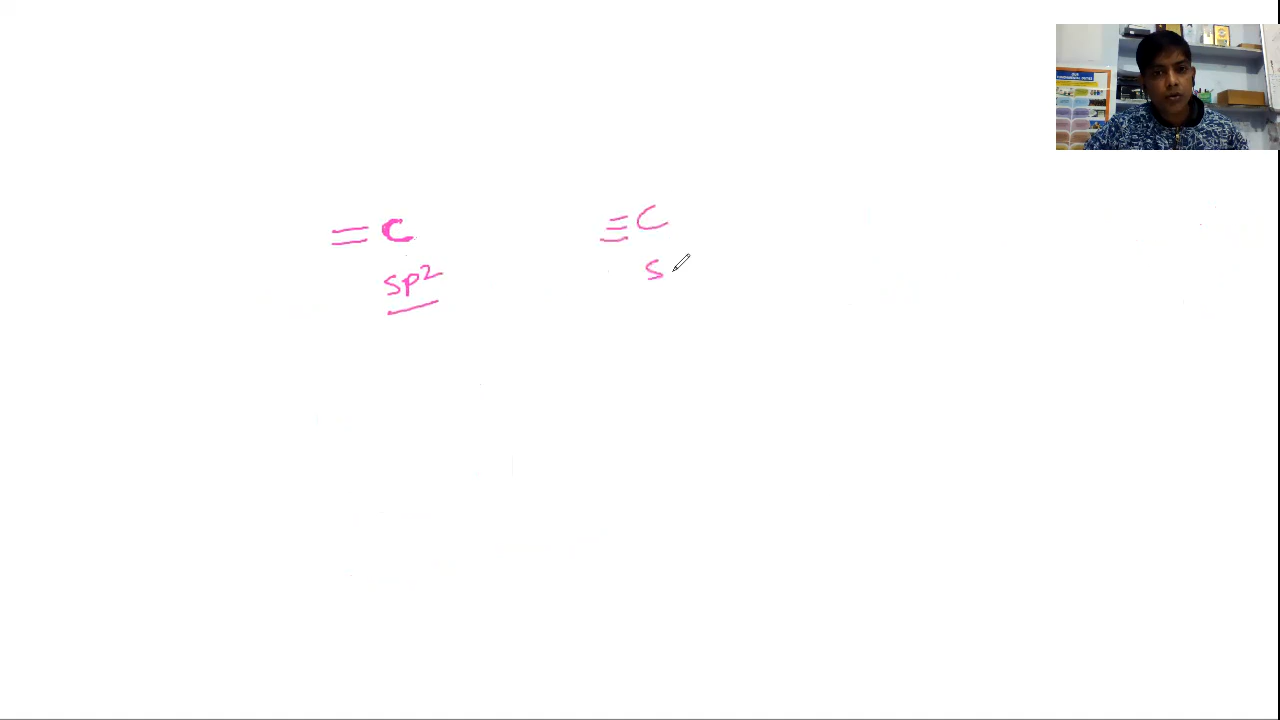 =C ≡C
sp² s